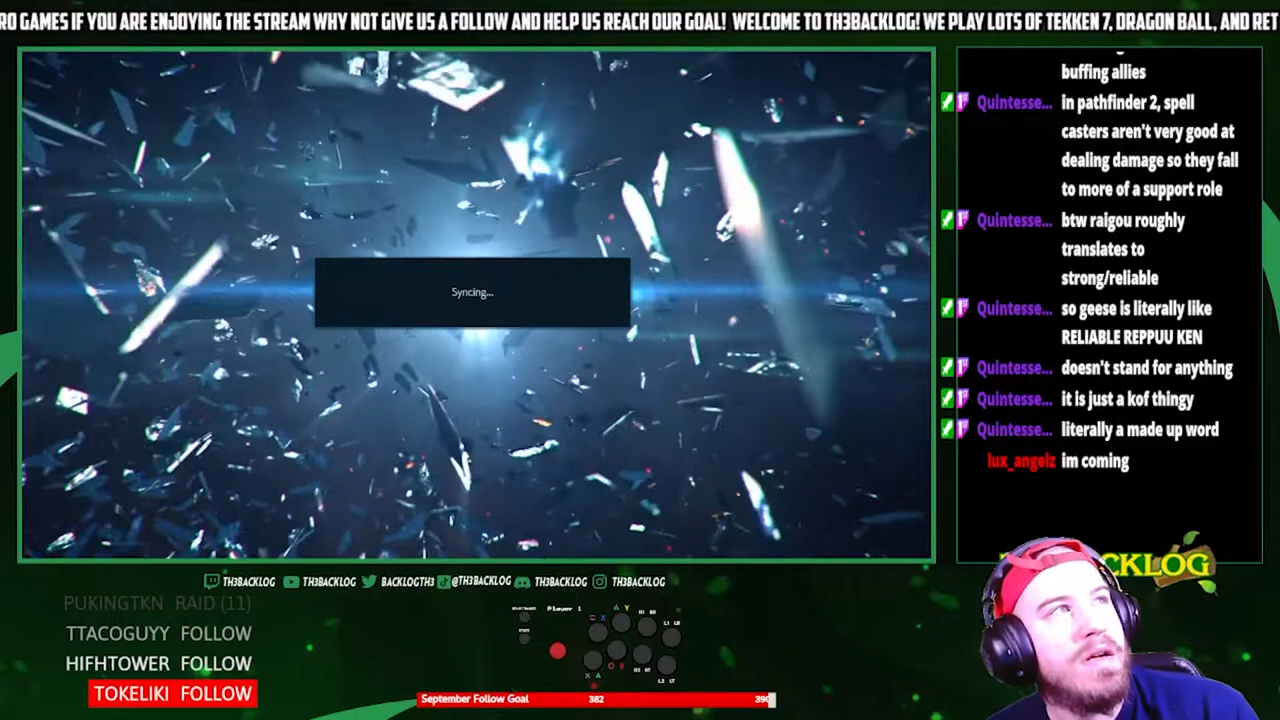 RO GAMES IF YOU ARE ENJOYING THE STREAM WHY NOT GIVE US A FOLLOW AND HELP US REACH OUR GOAL! WELCOME TO TH3BACKLOG! WE PLAY LOTS OF TEKKEN 7, DRAGON BALL, AND RET
buffing allies
Quintesse... in pathfinder 2, spell
casters aren't very good at
dealing damage so they fall
to more of a support role
Quintesse... btw raigou roughly
translates to
strong/reliable
Quintesse... so geese is literally like
RELIABLE REPPUU KEN
Quintesse... doesn't stand for anything
Quintesse... it is just a kof thingy
Quintesse... literally a made up word
lux_angelz im coming
Syncing...
CKLOG
TH3BACKLOG TH3BACKLOG BACKLOGTH3 @TH3BACKLOG TH3BACKLOG TH3BACKLOG
PUKINGTKN RAID (11)
TTACOGUYY FOLLOW
HIFHTOWER FOLLOW
TOKELIKI FOLLOW
Player 1
September Follow Goal 382 390